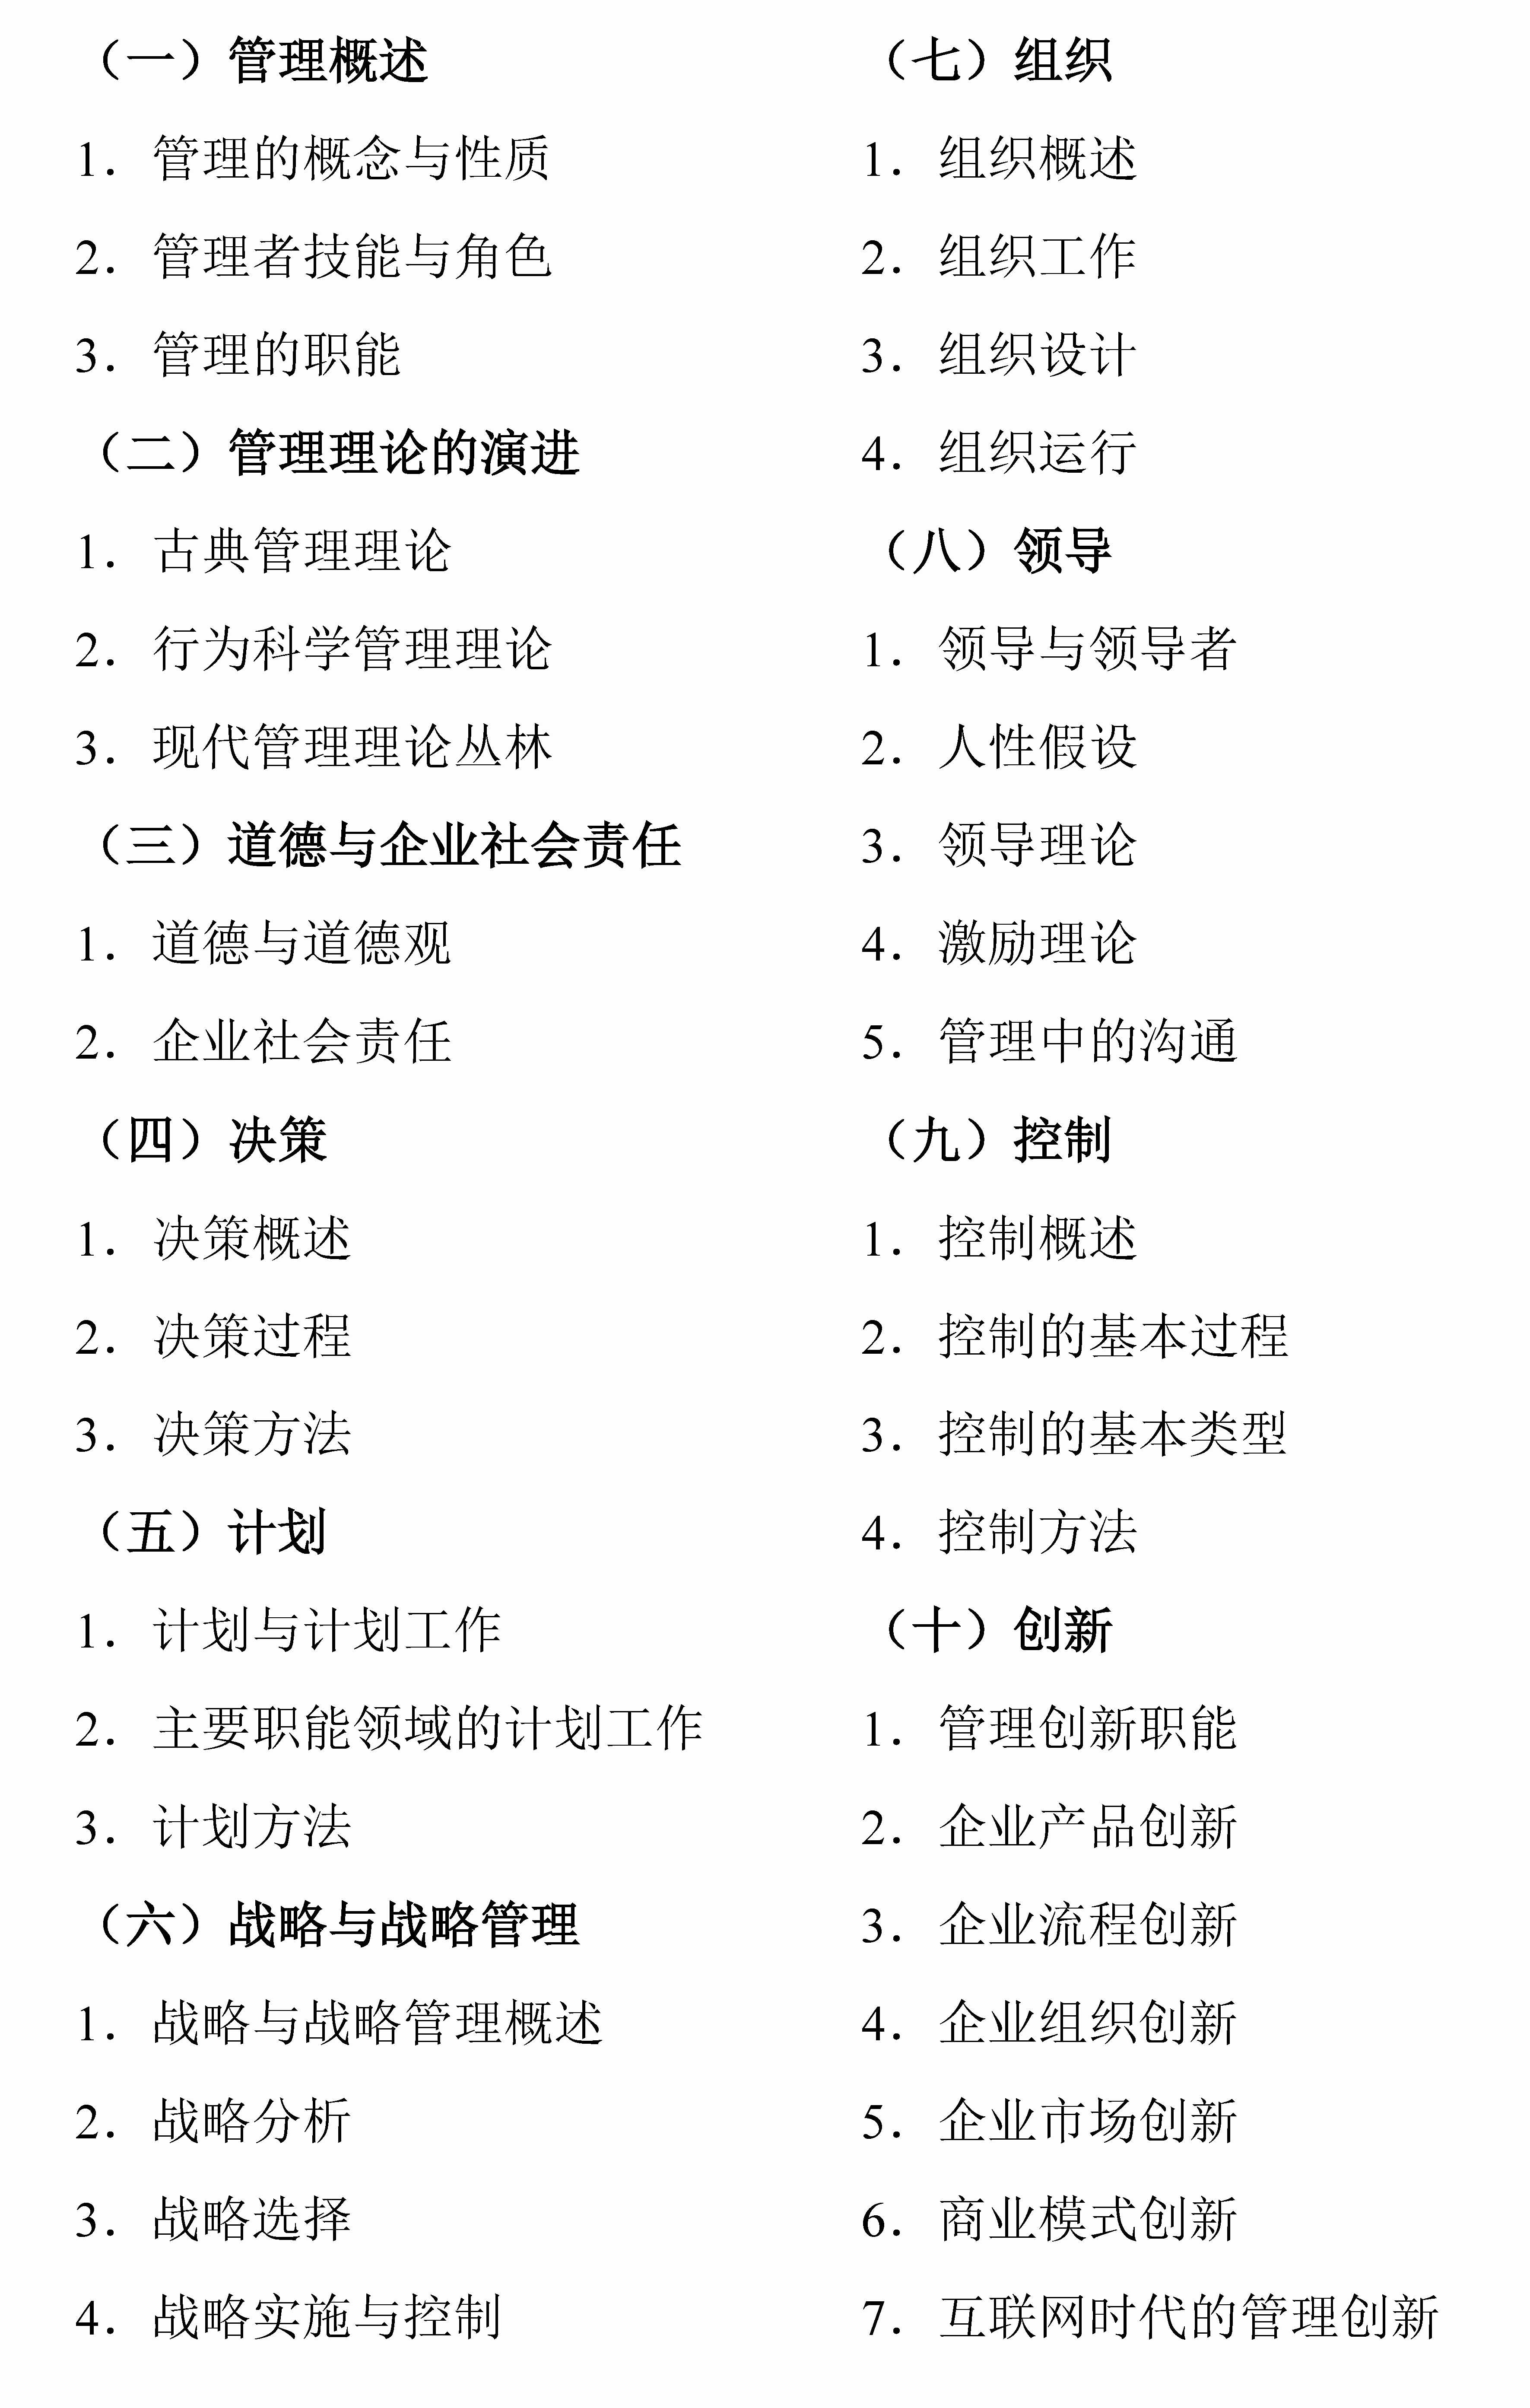 （一）管理概述
1．管理的概念与性质
2．管理者技能与角色
3．管理的职能
（二）管理理论的演进
1．古典管理理论
2．行为科学管理理论
3．现代管理理论丛林
（三）道德与企业社会责任
1．道德与道德观
2．企业社会责任
（四）决策
1．决策概述
2．决策过程
3．决策方法
（五）计划
1．计划与计划工作
2．主要职能领域的计划工作
3．计划方法
（六）战略与战略管理
1．战略与战略管理概述
2．战略分析
3．战略选择
4．战略实施与控制
（七）组织
1．组织概述
2．组织工作
3．组织设计
4．组织运行
（八）领导
1．领导与领导者
2．人性假设
3．领导理论
4．激励理论
5．管理中的沟通
（九）控制
1．控制概述
2．控制的基本过程
3．控制的基本类型
4．控制方法
（十）创新
1．管理创新职能
2．企业产品创新
3．企业流程创新
4．企业组织创新
5．企业市场创新
6．商业模式创新
7．互联网时代的管理创新